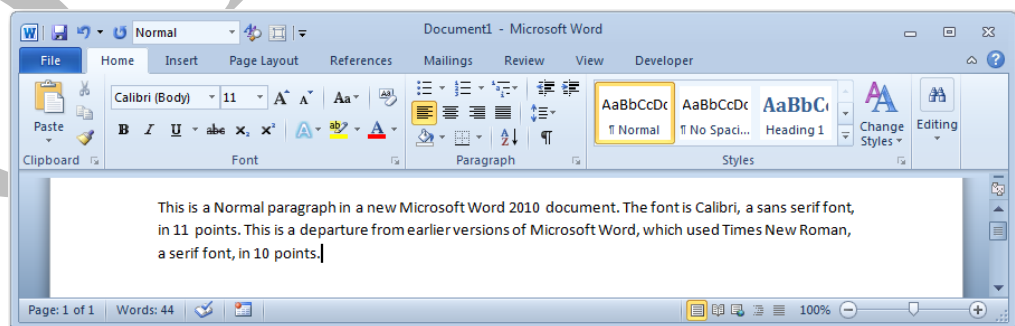 W Normal Document1 - Microsoft Word
File Home Insert Page Layout References Mailings Review View Developer
Calibri (Body) 11 A A Aa AaBbCcDc AaBbCcDc AaBbC A
Paste B I U abc x₂ x² A ab A A Z ¶ ¶ Normal ¶ No Spaci... Heading 1 Change Styles Editing
Clipboard Font Paragraph Styles
This is a Normal paragraph in a new Microsoft Word 2010 document. The font is Calibri, a sans serif font,
in 11 points. This is a departure from earlier versions of Microsoft Word, which used Times New Roman,
a serif font, in 10 points.
Page: 1 of 1 Words: 44 100%